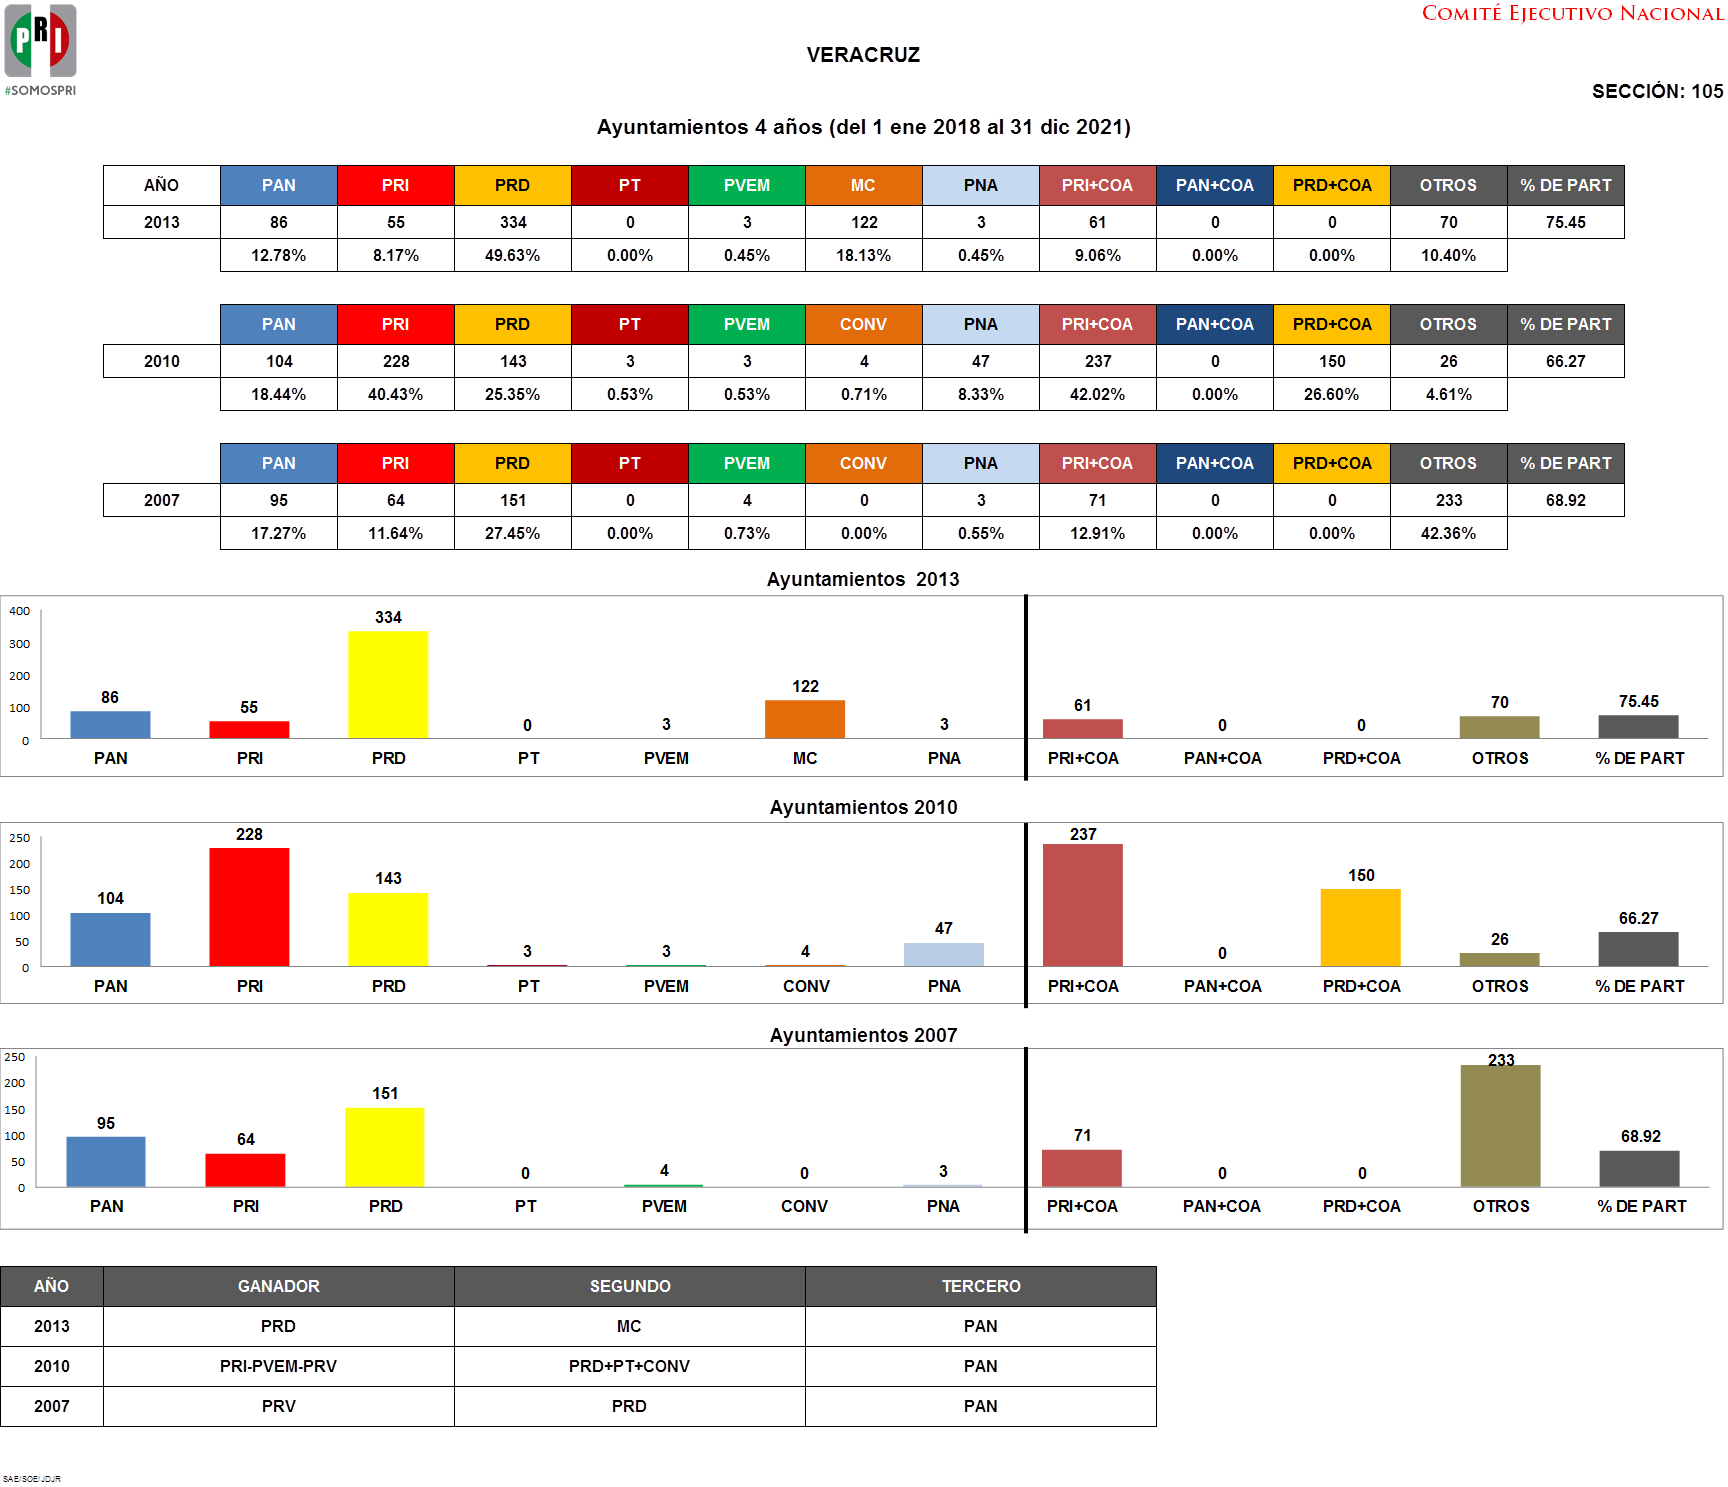 PRI
#SOMOSPRI
COMITÉ EJECUTIVO NACIONAL
VERACRUZ
SECCIÓN: 105
Ayuntamientos 4 años (del 1 ene 2018 al 31 dic 2021)
AÑO PAN PRI PRD PT PVEM MC PNA PRI+COA PAN+COA PRD+COA OTROS % DE PART
2013 86 55 334 0 3 122 3 61 0 0 70 75.45
12.78% 8.17% 49.63% 0.00% 0.45% 18.13% 0.45% 9.06% 0.00% 0.00% 10.40%
PAN PRI PRD PT PVEM CONV PNA PRI+COA PAN+COA PRD+COA OTROS % DE PART
2010 104 228 143 3 3 4 47 237 0 150 26 66.27
18.44% 40.43% 25.35% 0.53% 0.53% 0.71% 8.33% 42.02% 0.00% 26.60% 4.61%
PAN PRI PRD PT PVEM CONV PNA PRI+COA PAN+COA PRD+COA OTROS % DE PART
2007 95 64 151 0 4 0 3 71 0 0 233 68.92
17.27% 11.64% 27.45% 0.00% 0.73% 0.00% 0.55% 12.91% 0.00% 0.00% 42.36%
Ayuntamientos 2013
400
300
200
100
0
86 55 334 0 3 122 3 61 0 0 70 75.45
PAN PRI PRD PT PVEM MC PNA PRI+COA PAN+COA PRD+COA OTROS % DE PART
Ayuntamientos 2010
250
200
150
100
50
0
104 228 143 3 3 4 47 237 0 150 26 66.27
PAN PRI PRD PT PVEM CONV PNA PRI+COA PAN+COA PRD+COA OTROS % DE PART
Ayuntamientos 2007
250
200
150
100
50
0
95 64 151 0 4 0 3 71 0 0 233 68.92
PAN PRI PRD PT PVEM CONV PNA PRI+COA PAN+COA PRD+COA OTROS % DE PART
AÑO GANADOR SEGUNDO TERCERO
2013 PRD MC PAN
2010 PRI-PVEM-PRV PRD+PT+CONV PAN
2007 PRV PRD PAN
SAE/SOE/JDJR